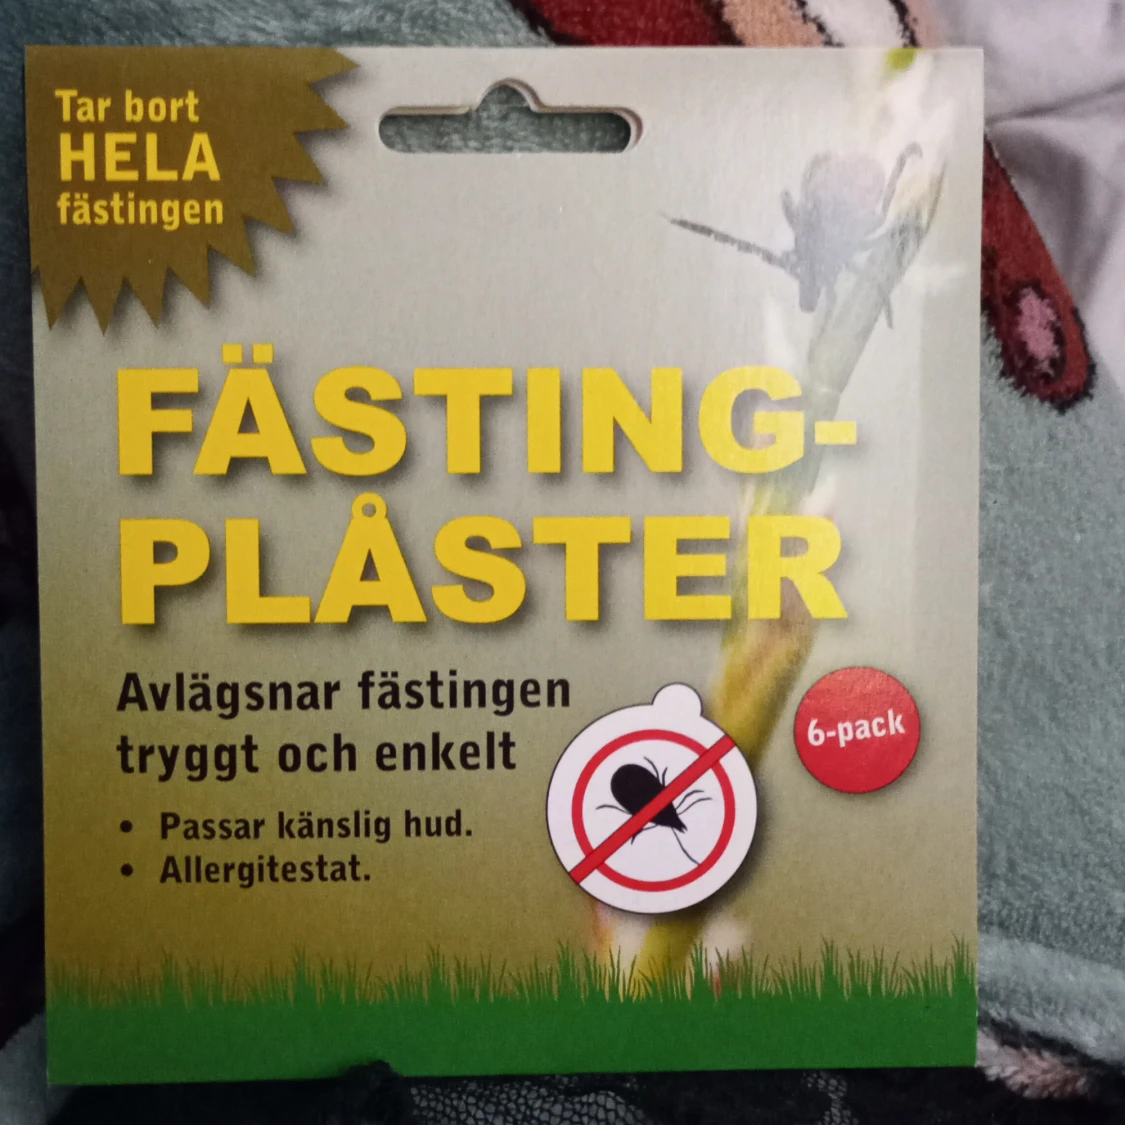 Tar bort
HELA
fästingen
FÄSTING-
PLÅSTER
Avlägsnar fästingen
tryggt och enkelt
• Passar känslig hud.
• Allergitestat.
6-pack